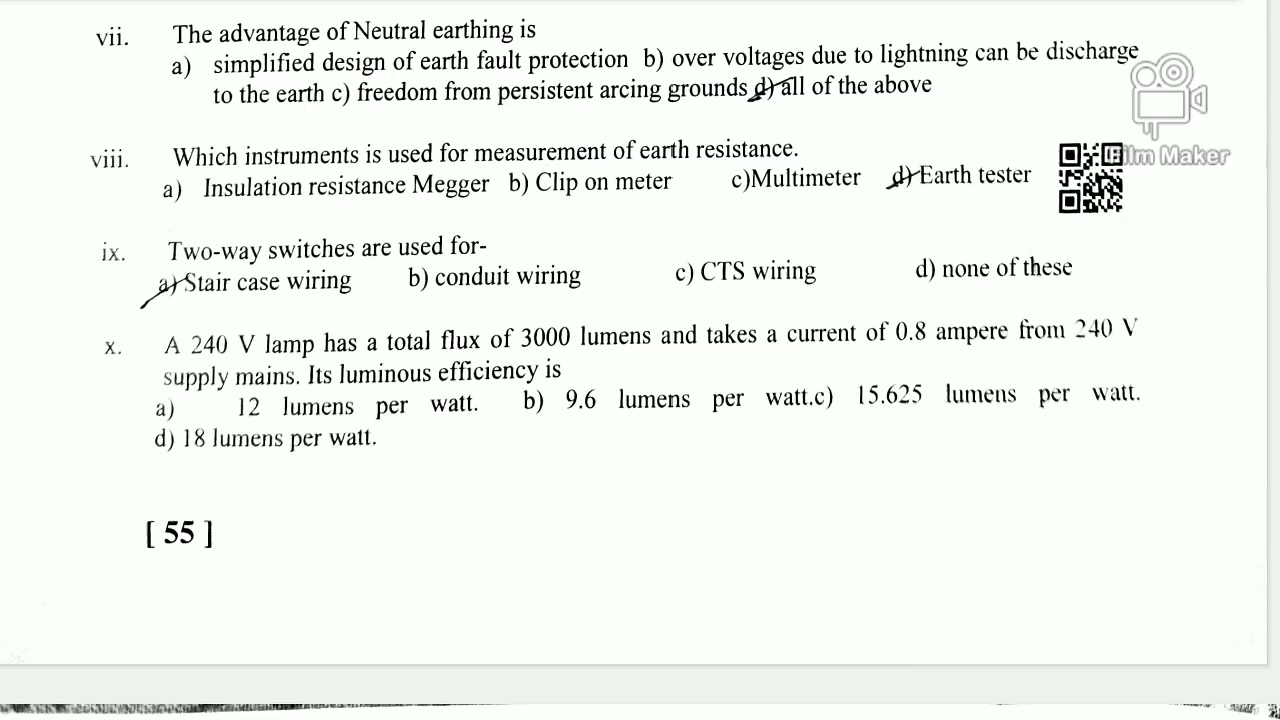 vii. The advantage of Neutral earthing is
a) simplified design of earth fault protection b) over voltages due to lightning can be discharge
to the earth c) freedom from persistent arcing grounds d) all of the above
viii. Which instruments is used for measurement of earth resistance.
a) Insulation resistance Megger b) Clip on meter c)Multimeter d) Earth tester
Film Maker
ix. Two-way switches are used for-
a) Stair case wiring b) conduit wiring c) CTS wiring d) none of these
x. A 240 V lamp has a total flux of 3000 lumens and takes a current of 0.8 ampere from 240 V
supply mains. Its luminous efficiency is
a) 12 lumens per watt. b) 9.6 lumens per watt.c) 15.625 lumens per watt.
d) 18 lumens per watt.
[ 55 ]